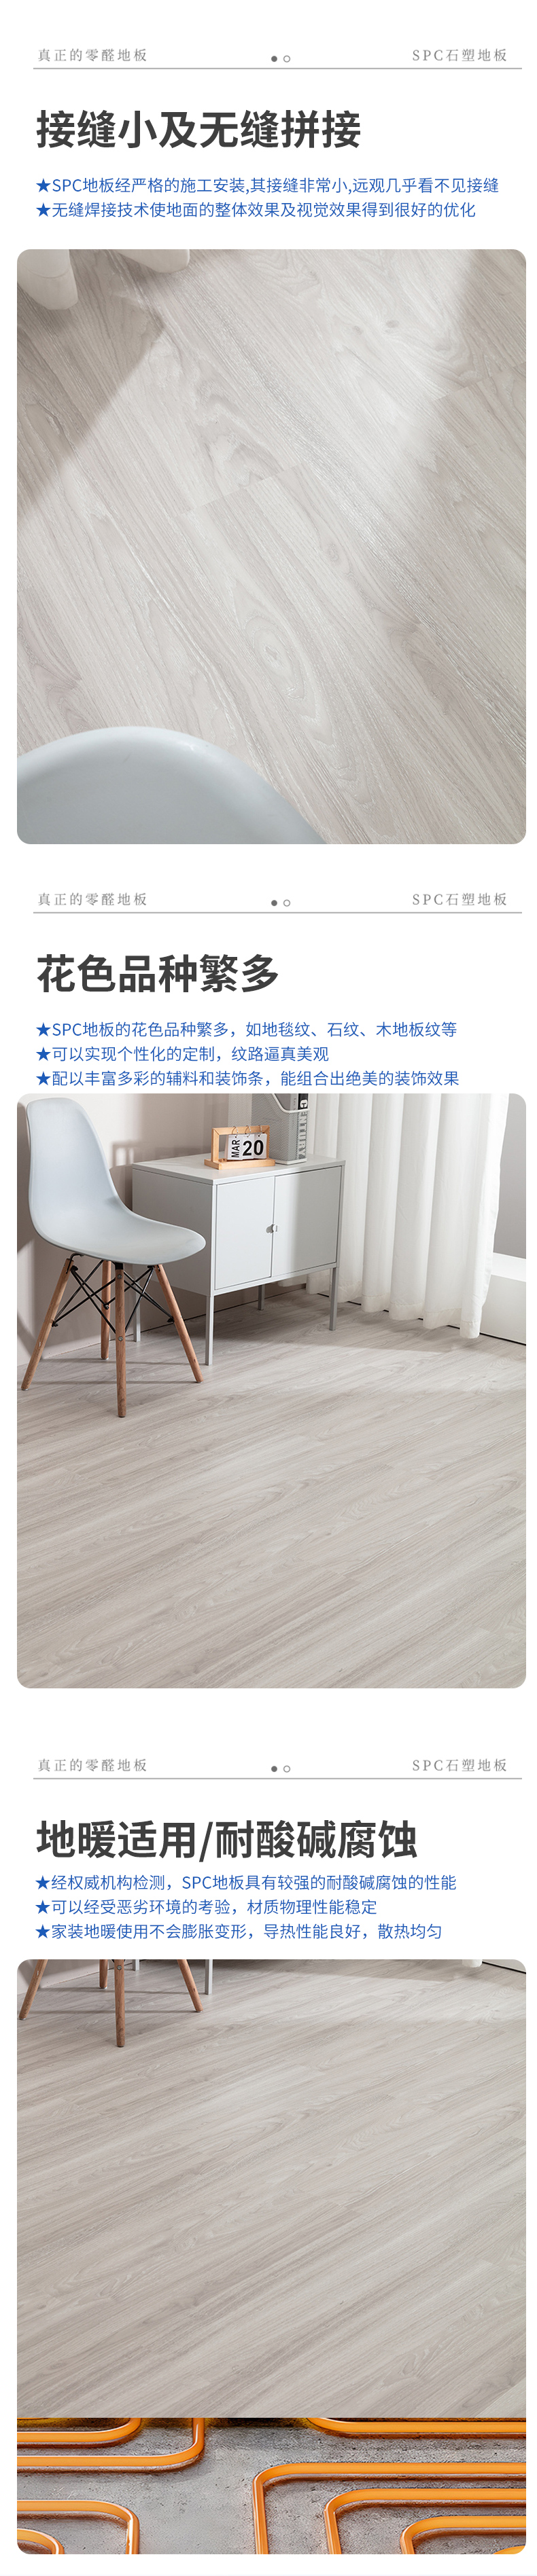 真正的零醛地板
SPC石塑地板
接缝小及无缝拼接
★SPC地板经严格的施工安装,其接缝非常小,远观几乎看不见接缝
★无缝焊接技术使地面的整体效果及视觉效果得到很好的优化
真正的零醛地板
SPC石塑地板
花色品种繁多
★SPC地板的花色品种繁多，如地毯纹、石纹、木地板纹等
★可以实现个性化的定制，纹路逼真美观
★配以丰富多彩的辅料和装饰条，能组合出绝美的装饰效果
MAR 20
真正的零醛地板
SPC石塑地板
地暖适用/耐酸碱腐蚀
★经权威机构检测，SPC地板具有较强的耐酸碱腐蚀的性能
★可以经受恶劣环境的考验，材质物理性能稳定
★家装地暖使用不会膨胀变形，导热性能良好，散热均匀